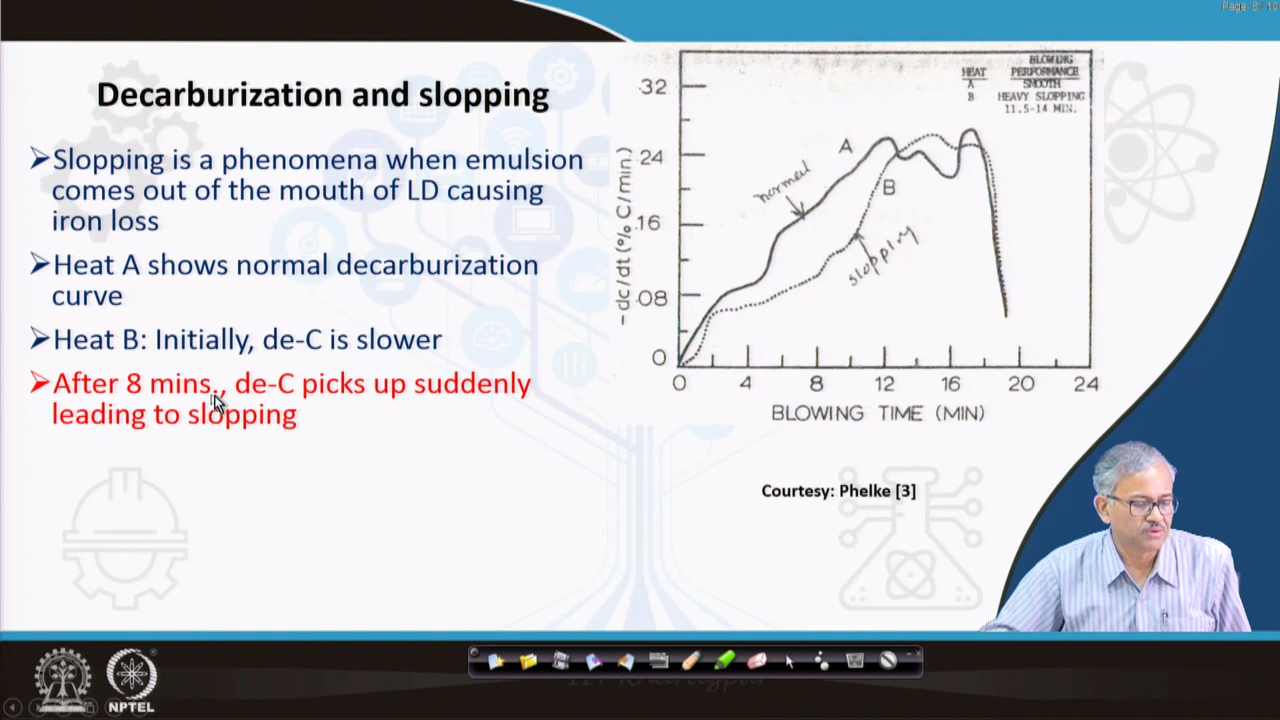 Page 8 / 10
Decarburization and slopping
➢Slopping is a phenomena when emulsion
comes out of the mouth of LD causing
iron loss
➢Heat A shows normal decarburization
curve
➢Heat B: Initially, de-C is slower
➢After 8 mins., de-C picks up suddenly
leading to slopping
HEAT BLOWING PERFORMANCE
A SMOOTH
B HEAVY SLOPPING
11.5-14 MIN.
-dc/dt (% C/min.)
.32
.24
.16
.08
0
normal
A
B
slopping
0 4 8 12 16 20 24
BLOWING TIME (MIN)
Courtesy: Phelke [3]
NPTEL